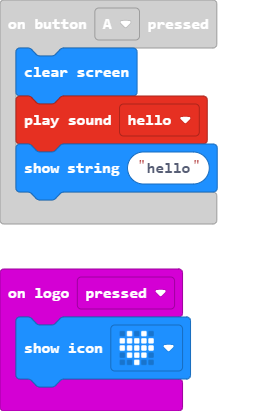 on button A pressed
clear screen
play sound hello
show string "hello"
on logo pressed
show icon